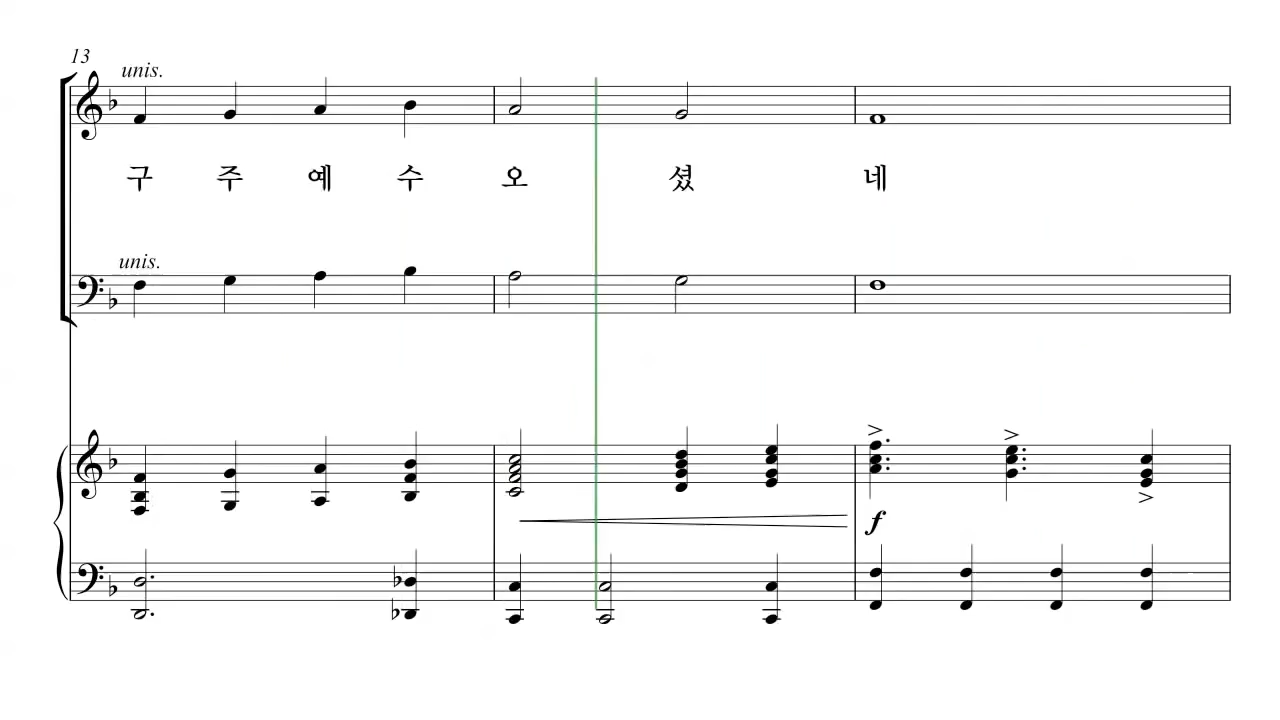 13
unis.
구 주 예 수 오 셨 네
unis.
f